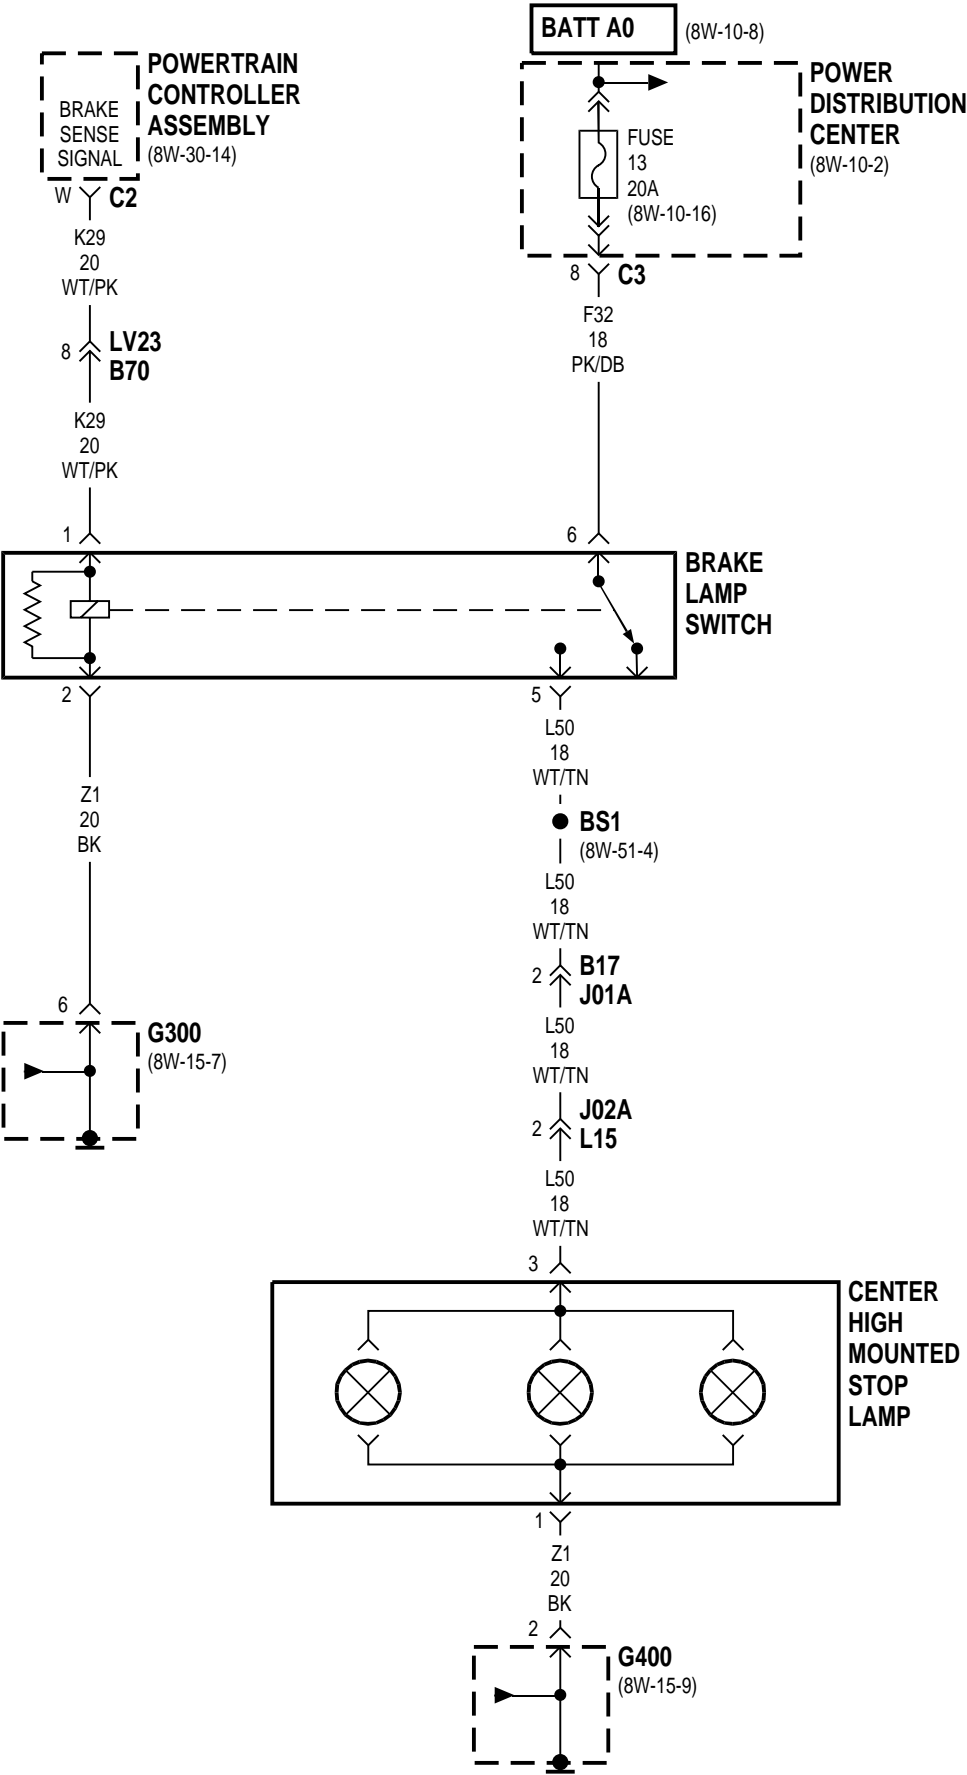 BATT A0
(8W-10-8)
POWERTRAIN
CONTROLLER
ASSEMBLY
(8W-30-14)
BRAKE
SENSE
SIGNAL
W
C2
K29
20
WT/PK
8
LV23
B70
K29
20
WT/PK
1
POWER
DISTRIBUTION
CENTER
(8W-10-2)
FUSE
13
20A
(8W-10-16)
8
C3
F32
18
PK/DB
6
BRAKE
LAMP
SWITCH
2
Z1
20
BK
6
G300
(8W-15-7)
5
L50
18
WT/TN
BS1
(8W-51-4)
L50
18
WT/TN
2
B17
J01A
L50
18
WT/TN
2
J02A
L15
L50
18
WT/TN
3
CENTER
HIGH
MOUNTED
STOP
LAMP
1
Z1
20
BK
2
G400
(8W-15-9)